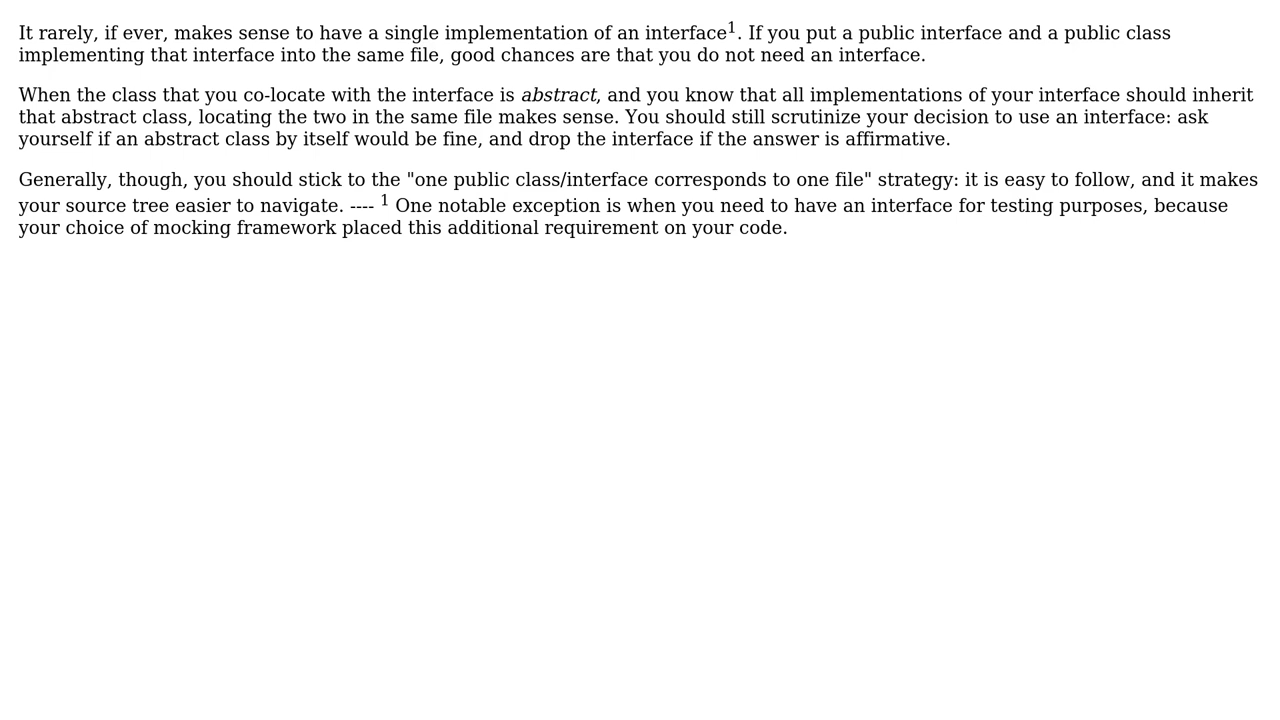 It rarely, if ever, makes sense to have a single implementation of an interface1. If you put a public interface and a public class
implementing that interface into the same file, good chances are that you do not need an interface.
When the class that you co-locate with the interface is abstract, and you know that all implementations of your interface should inherit
that abstract class, locating the two in the same file makes sense. You should still scrutinize your decision to use an interface: ask
yourself if an abstract class by itself would be fine, and drop the interface if the answer is affirmative.
Generally, though, you should stick to the "one public class/interface corresponds to one file" strategy: it is easy to follow, and it makes
your source tree easier to navigate. ---- 1 One notable exception is when you need to have an interface for testing purposes, because
your choice of mocking framework placed this additional requirement on your code.